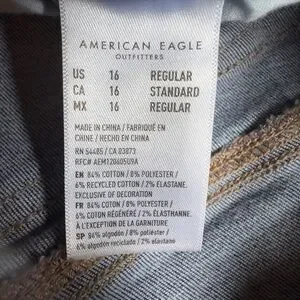 AMERICAN EAGLE
OUTFITTERS
US 16 REGULAR
CA 16 STANDARD
MX 16 REGULAR
MADE IN CHINA / FABRIQUÉ EN
CHINE / HECHO EN CHINA
RN 54485 / CA 03873
RFC# AEM120605U9A
EN 84% COTTON / 8% POLYESTER /
6% RECYCLED COTTON / 2% ELASTANE.
EXCLUSIVE OF DECORATION
FR 84% COTON / 8% POLYESTER /
6% COTON RÉGÉNÉRÉ / 2% ÉLASTHANNE.
À L'EXCEPTION DE LA GARNITURE
SP 84% algodón / 8% poliéster /
6% algodón reciclado / 2% elastano